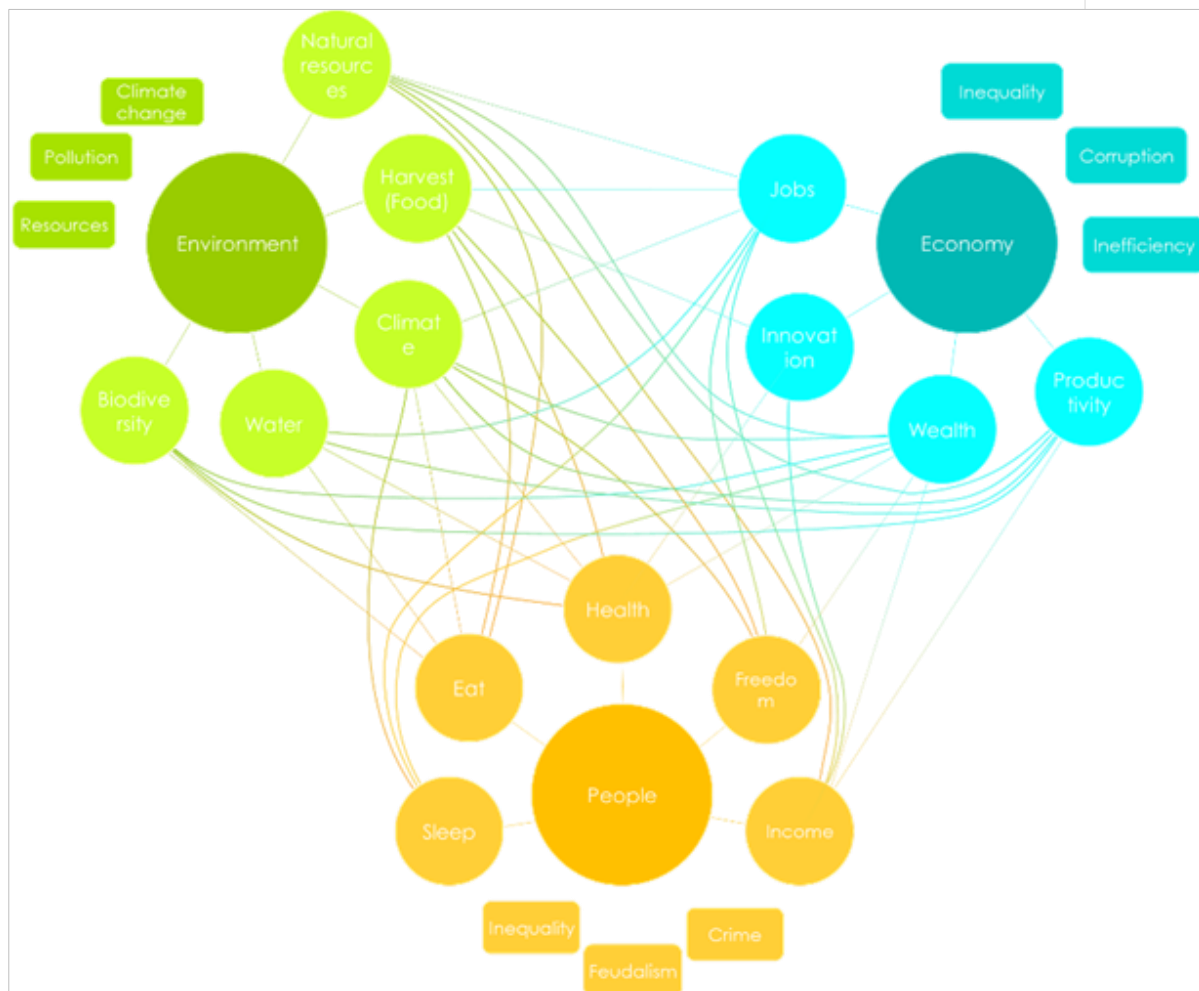 Natural
resourc
es
Climate
change
Pollution
Resources
Environment
Harvest
(Food)
Climat
e
Biodive
rsity
Water
Inequality
Corruption
Inefficiency
Jobs
Economy
Innovat
ion
Wealth
Produc
tivity
Health
Eat
Freedo
m
People
Sleep
Income
Inequality
Crime
Feudalism